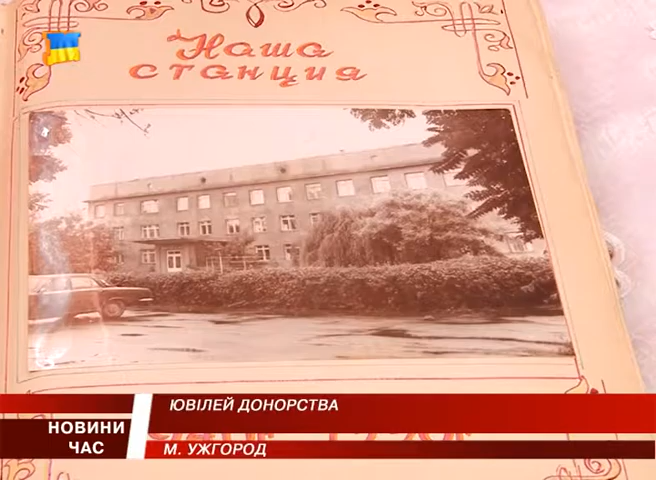 Наша
станция
ЮВІЛЕЙ ДОНОРСТВА
НОВИНИ
ЧАС
М. УЖГОРОД